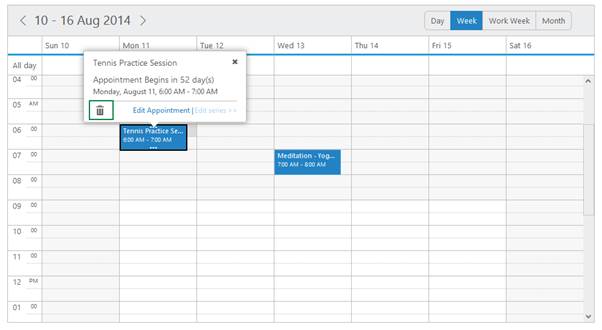 10 - 16 Aug 2014
Day Week Work Week Month
Sun 10 Mon 11 Tue 12 Wed 13 Thu 14 Fri 15 Sat 16
All day
Tennis Practice Session
Appointment Begins in 52 day(s)
Monday, August 11, 6:00 AM - 7:00 AM
Edit Appointment | Edit series >>
04 00
05 AM
06 00
Tennis Practice Se...
6:00 AM - 7:00 AM
07 00
Meditation - Yog...
7:00 AM - 8:00 AM
08 00
09 00
10 00
11 00
12 PM
01 00